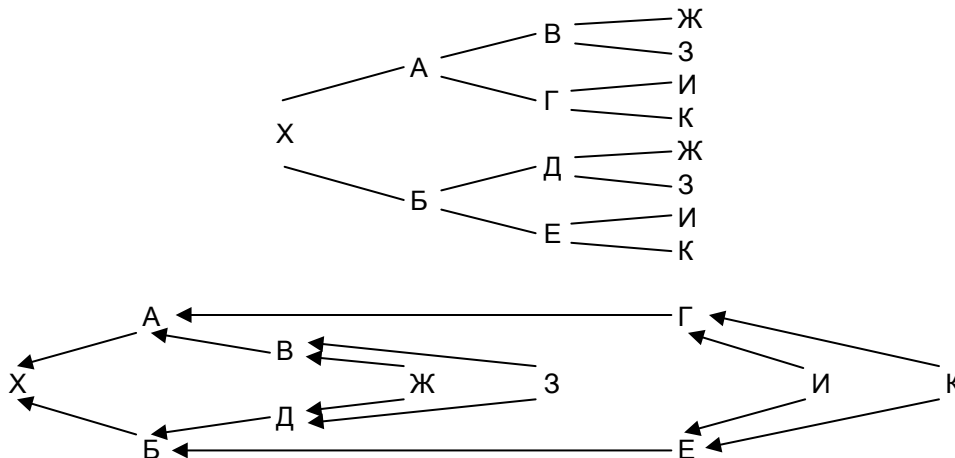 Ж
В
З
А
И
Г
К
Х
Ж
Д
З
Б
И
Е
К
А Г
В
Х Ж З И К
Д
Б Е